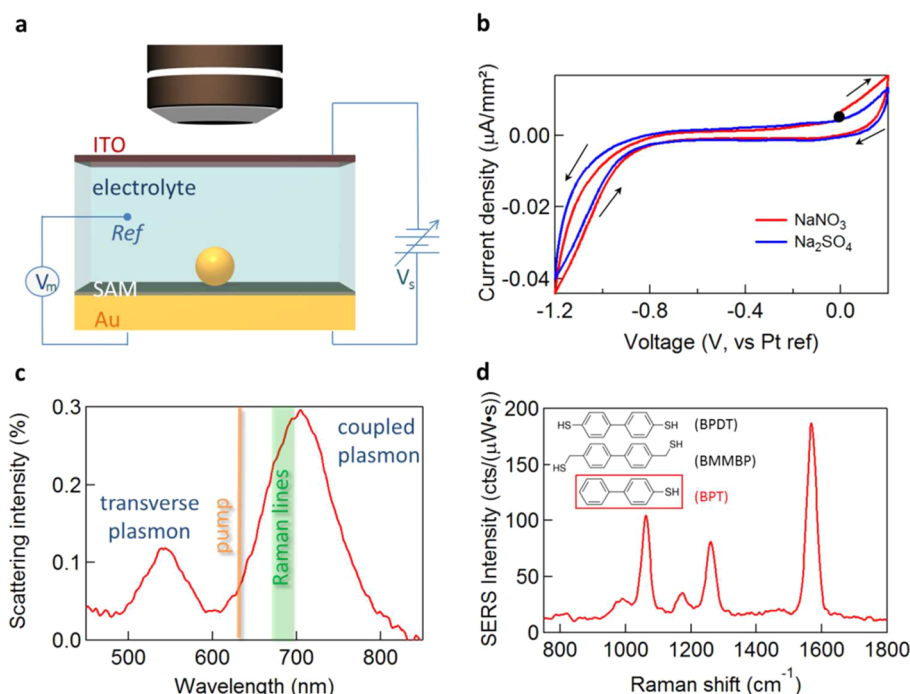 a
ITO
electrolyte
Ref
Vm
SAM
Au
Vs
b
Current density (μA/mm²)
0.00
-0.02
-0.04
NaNO₃
Na₂SO₄
-1.2
-0.8
-0.4
0.0
Voltage (V, vs Pt ref)
c
Scattering intensity (%)
0.3
0.2
0.1
0.0
transverse
plasmon
pump
Raman lines
coupled
plasmon
500
600
700
800
Wavelength (nm)
d
SERS Intensity (cts/(μW•s))
200
150
100
50
0
HS
SH
(BPDT)
SH
HS
(BMMBP)
SH
(BPT)
800
1000
1200
1400
1600
1800
Raman shift (cm⁻¹)